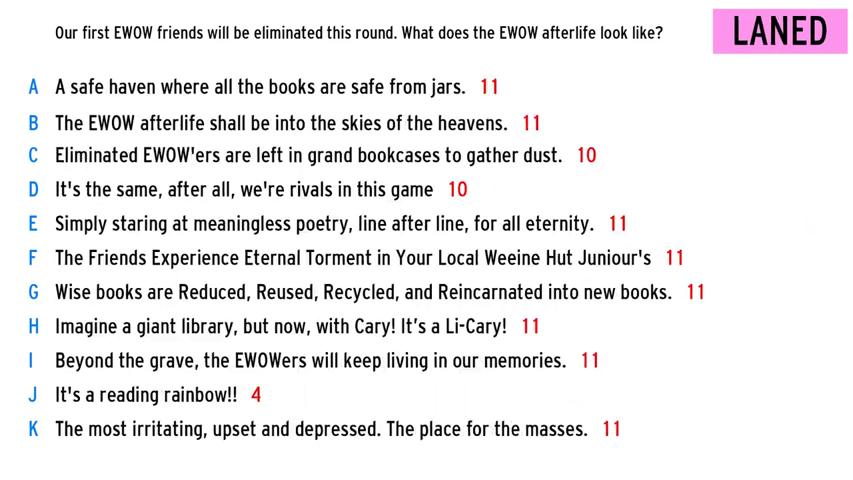 Our first EWOW friends will be eliminated this round. What does the EWOW afterlife look like?
LANED
A A safe haven where all the books are safe from jars. 11
B The EWOW afterlife shall be into the skies of the heavens. 11
C Eliminated EWOW'ers are left in grand bookcases to gather dust. 10
D It's the same, after all, we're rivals in this game 10
E Simply staring at meaningless poetry, line after line, for all eternity. 11
F The Friends Experience Eternal Torment in Your Local Weeine Hut Juniour's 11
G Wise books are Reduced, Reused, Recycled, and Reincarnated into new books. 11
H Imagine a giant library, but now, with Cary! It’s a Li-Cary! 11
I Beyond the grave, the EWOWers will keep living in our memories. 11
J It's a reading rainbow!! 4
K The most irritating, upset and depressed. The place for the masses. 11